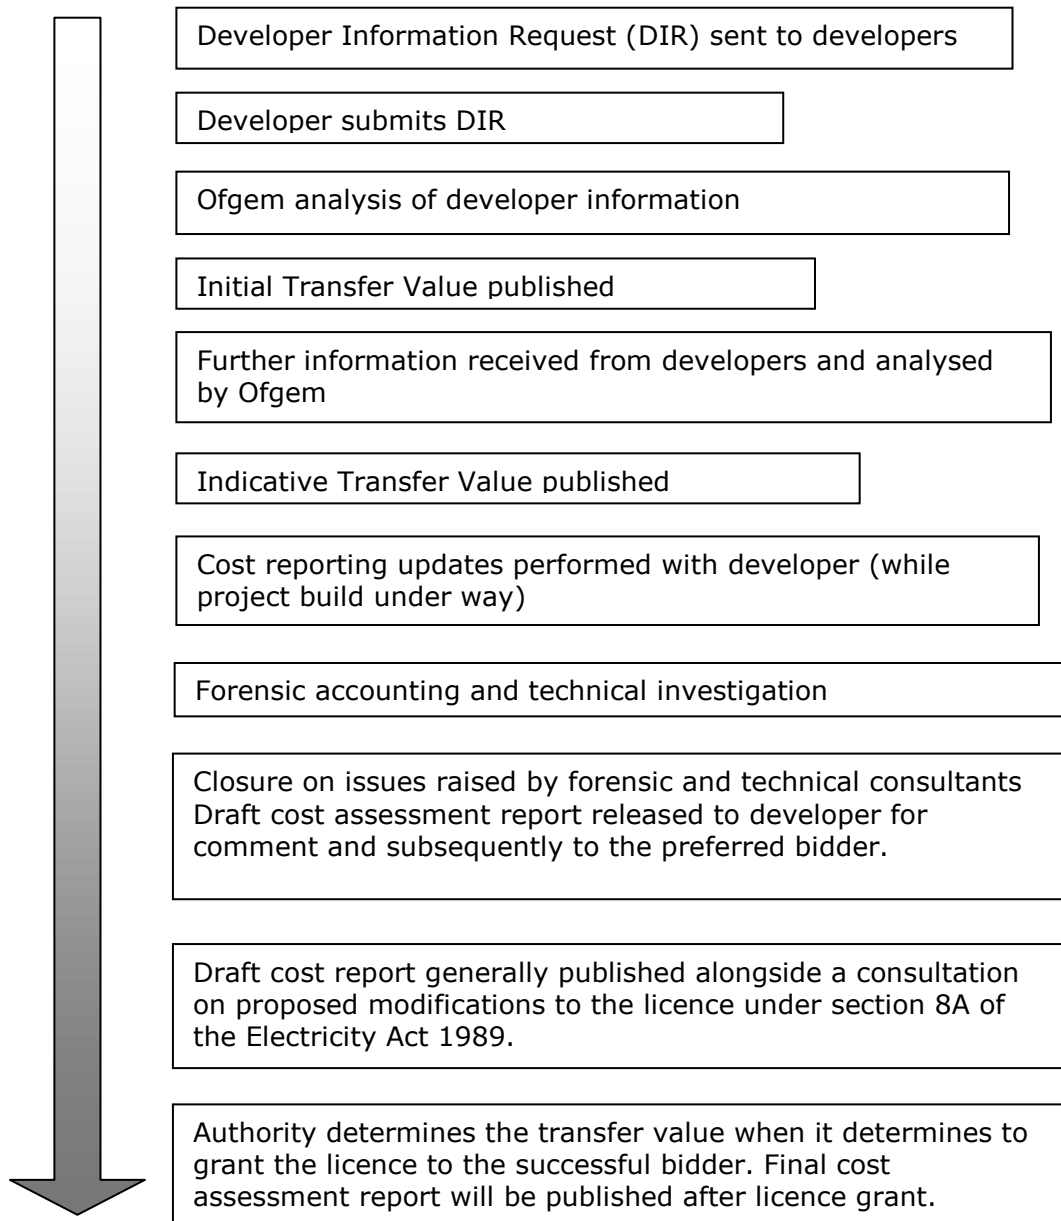 Developer Information Request (DIR) sent to developers
Developer submits DIR
Ofgem analysis of developer information
Initial Transfer Value published
Further information received from developers and analysed
by Ofgem
Indicative Transfer Value published
Cost reporting updates performed with developer (while
project build under way)
Forensic accounting and technical investigation
Closure on issues raised by forensic and technical consultants
Draft cost assessment report released to developer for
comment and subsequently to the preferred bidder.
Draft cost report generally published alongside a consultation
on proposed modifications to the licence under section 8A of
the Electricity Act 1989.
Authority determines the transfer value when it determines to
grant the licence to the successful bidder. Final cost
assessment report will be published after licence grant.